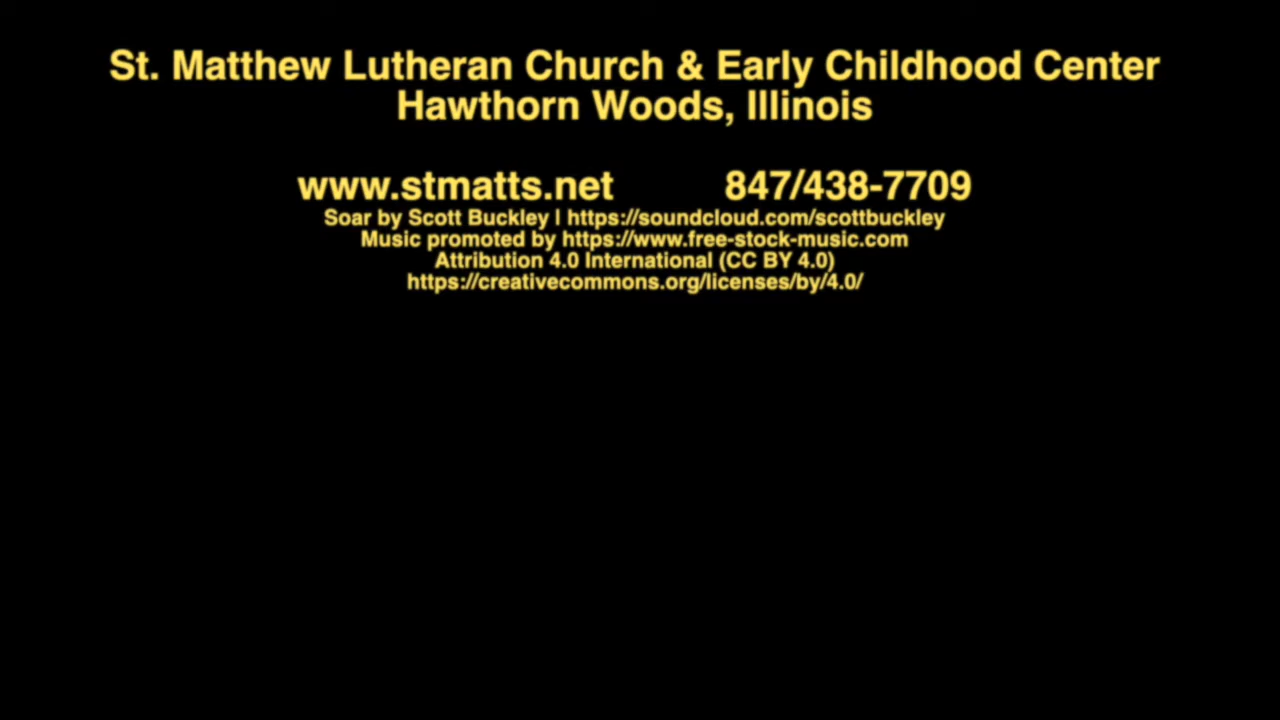 St. Matthew Lutheran Church & Early Childhood Center
Hawthorn Woods, Illinois
www.stmatts.net 847/438-7709
Soar by Scott Buckley | https://soundcloud.com/scottbuckley
Music promoted by https://www.free-stock-music.com
Attribution 4.0 International (CC BY 4.0)
https://creativecommons.org/licenses/by/4.0/